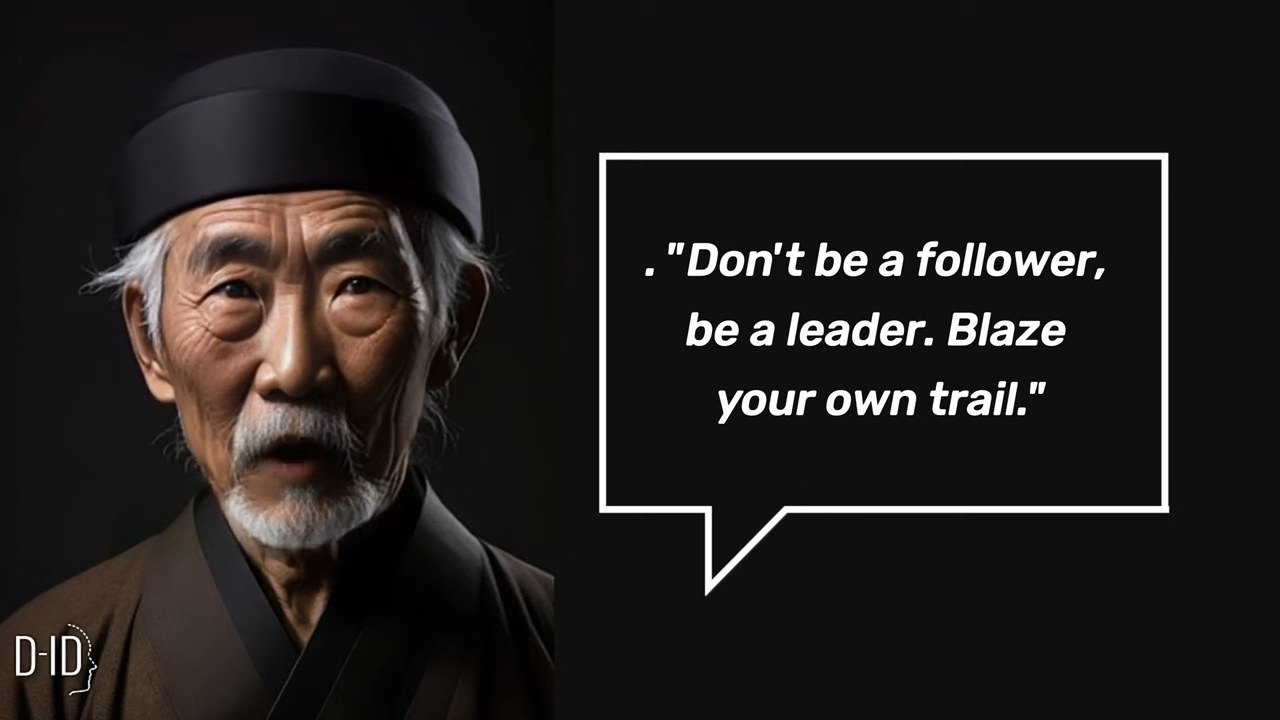 . "Don't be a follower,
be a leader. Blaze
your own trail."
D-ID